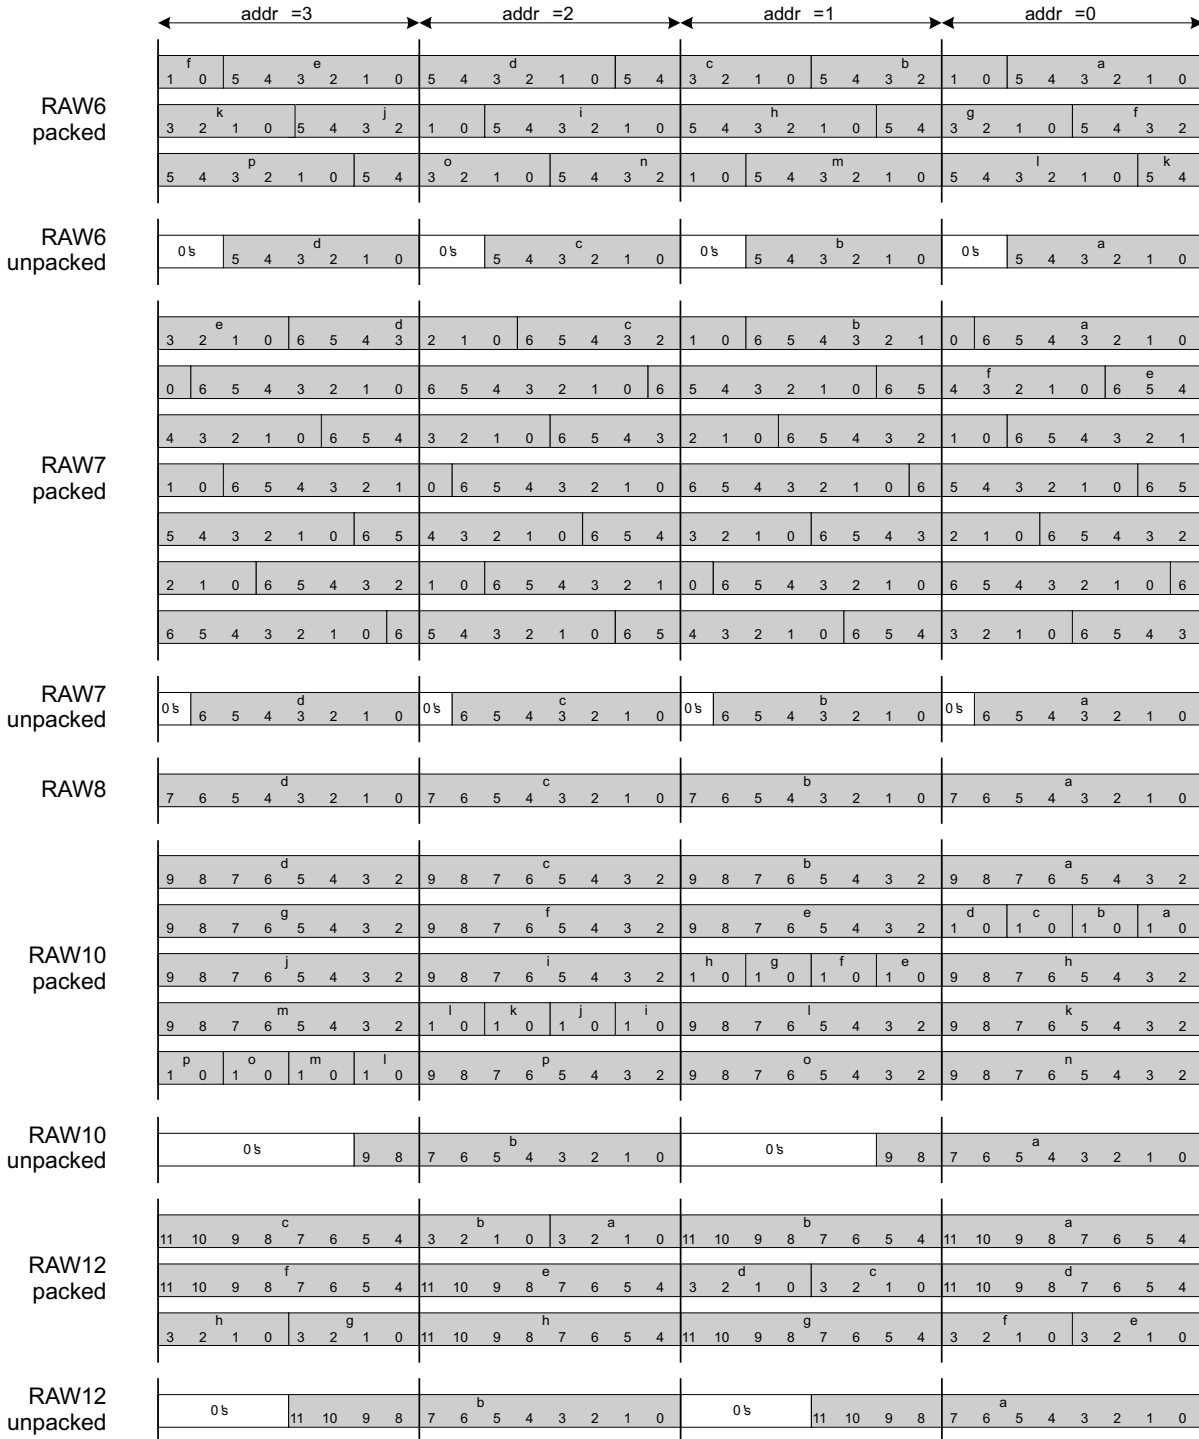 addr =3 addr =2 addr =1 addr =0
f e d c b a
1 0 5 4 3 2 1 0 5 4 3 2 1 0 5 4 3 2 1 0 5 4 3 2 1 0 5 4 3 2 1 0
RAW6 packed
k j i h g f
3 2 1 0 5 4 3 2 1 0 5 4 3 2 1 0 5 4 3 2 1 0 5 4 3 2 1 0 5 4 3 2
p o n m l k
5 4 3 2 1 0 5 4 3 2 1 0 5 4 3 2 1 0 5 4 3 2 1 0 5 4 3 2 1 0 5 4
RAW6 unpacked
d c b a
0's 5 4 3 2 1 0 0's 5 4 3 2 1 0 0's 5 4 3 2 1 0 0's 5 4 3 2 1 0
e d c b a
3 2 1 0 6 5 4 3 2 1 0 6 5 4 3 2 1 0 6 5 4 3 2 1 0 6 5 4 3 2 1 0
f e
0 6 5 4 3 2 1 0 6 5 4 3 2 1 0 6 5 4 3 2 1 0 6 5 4 3 2 1 0 6 5 4
4 3 2 1 0 6 5 4 3 2 1 0 6 5 4 3 2 1 0 6 5 4 3 2 1 0 6 5 4 3 2 1
RAW7 packed
1 0 6 5 4 3 2 1 0 6 5 4 3 2 1 0 6 5 4 3 2 1 0 6 5 4 3 2 1 0 6 5
5 4 3 2 1 0 6 5 4 3 2 1 0 6 5 4 3 2 1 0 6 5 4 3 2 1 0 6 5 4 3 2
2 1 0 6 5 4 3 2 1 0 6 5 4 3 2 1 0 6 5 4 3 2 1 0 6 5 4 3 2 1 0 6
6 5 4 3 2 1 0 6 5 4 3 2 1 0 6 5 4 3 2 1 0 6 5 4 3 2 1 0 6 5 4 3
RAW7 unpacked
d c b a
0's 6 5 4 3 2 1 0 0's 6 5 4 3 2 1 0 0's 6 5 4 3 2 1 0 0's 6 5 4 3 2 1 0
RAW8
d c b a
7 6 5 4 3 2 1 0 7 6 5 4 3 2 1 0 7 6 5 4 3 2 1 0 7 6 5 4 3 2 1 0
d c b a
9 8 7 6 5 4 3 2 9 8 7 6 5 4 3 2 9 8 7 6 5 4 3 2 9 8 7 6 5 4 3 2
g f e d c b a
9 8 7 6 5 4 3 2 9 8 7 6 5 4 3 2 9 8 7 6 5 4 3 2 1 0 1 0 1 0 1 0
RAW10 packed
j i h g f e h
9 8 7 6 5 4 3 2 9 8 7 6 5 4 3 2 1 0 1 0 1 0 1 0 9 8 7 6 5 4 3 2
m l k j i l k
9 8 7 6 5 4 3 2 1 0 1 0 1 0 1 0 9 8 7 6 5 4 3 2 9 8 7 6 5 4 3 2
p o m l p o n
1 0 1 0 1 0 1 0 9 8 7 6 5 4 3 2 9 8 7 6 5 4 3 2 9 8 7 6 5 4 3 2
RAW10 unpacked
b a
0's 9 8 7 6 5 4 3 2 1 0 0's 9 8 7 6 5 4 3 2 1 0
c b a b a
11 10 9 8 7 6 5 4 3 2 1 0 3 2 1 0 11 10 9 8 7 6 5 4 11 10 9 8 7 6 5 4
RAW12 packed
f e d c d
11 10 9 8 7 6 5 4 11 10 9 8 7 6 5 4 3 2 1 0 3 2 1 0 11 10 9 8 7 6 5 4
h g h g f e
3 2 1 0 3 2 1 0 11 10 9 8 7 6 5 4 11 10 9 8 7 6 5 4 3 2 1 0 3 2 1 0
RAW12 unpacked
b a
0's 11 10 9 8 7 6 5 4 3 2 1 0 0's 11 10 9 8 7 6 5 4 3 2 1 0